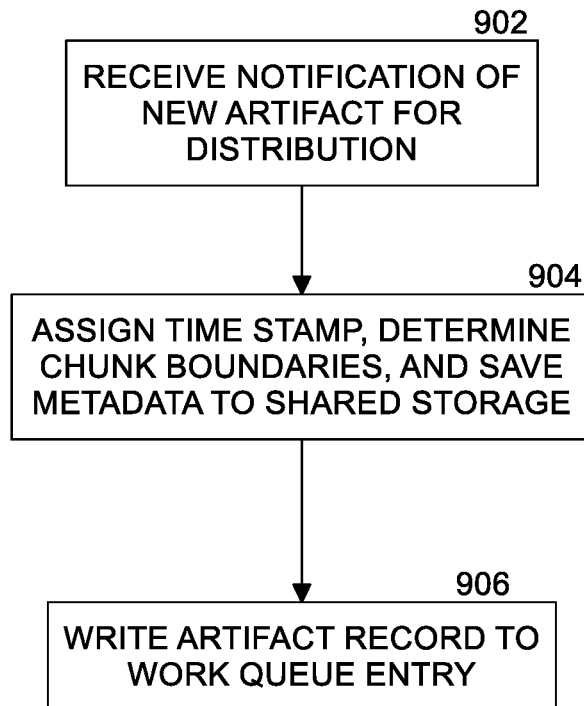 902
RECEIVE NOTIFICATION OF
NEW ARTIFACT FOR
DISTRIBUTION
904
ASSIGN TIME STAMP, DETERMINE
CHUNK BOUNDARIES, AND SAVE
METADATA TO SHARED STORAGE
906
WRITE ARTIFACT RECORD TO
WORK QUEUE ENTRY